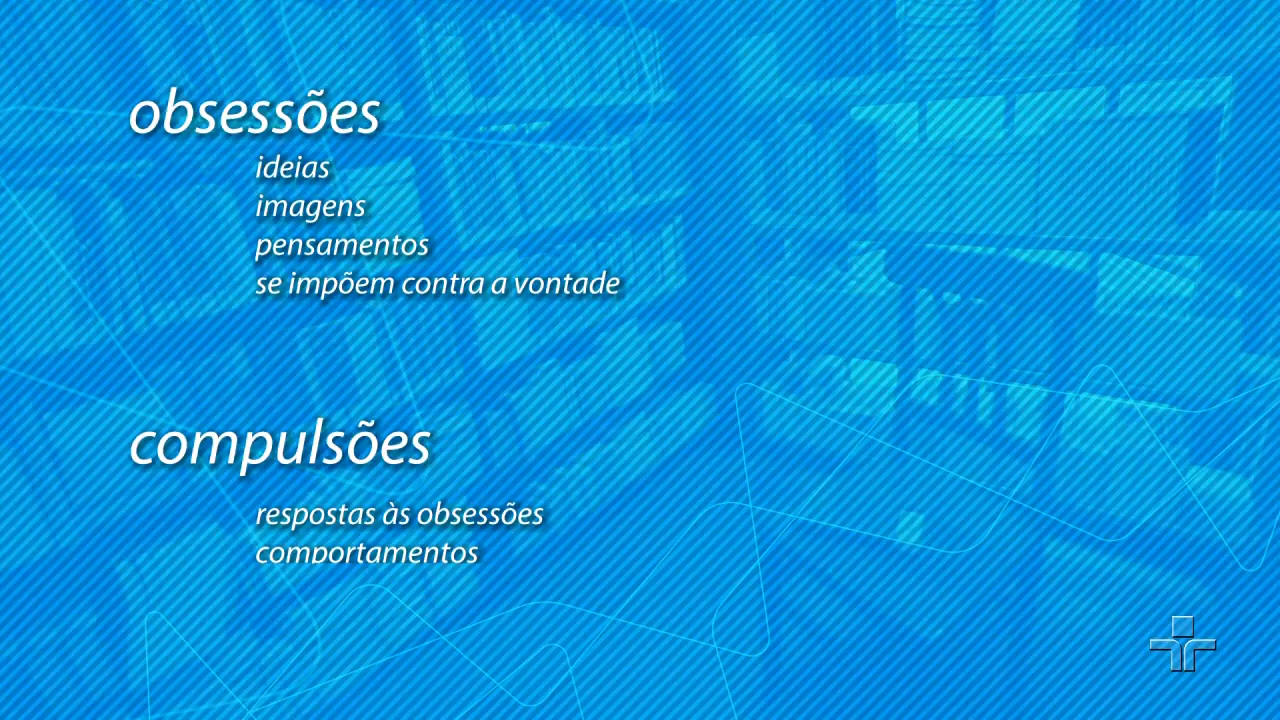 obsessões
ideias
imagens
pensamentos
se impõem contra a vontade
compulsões
respostas às obsessões
comportamentos